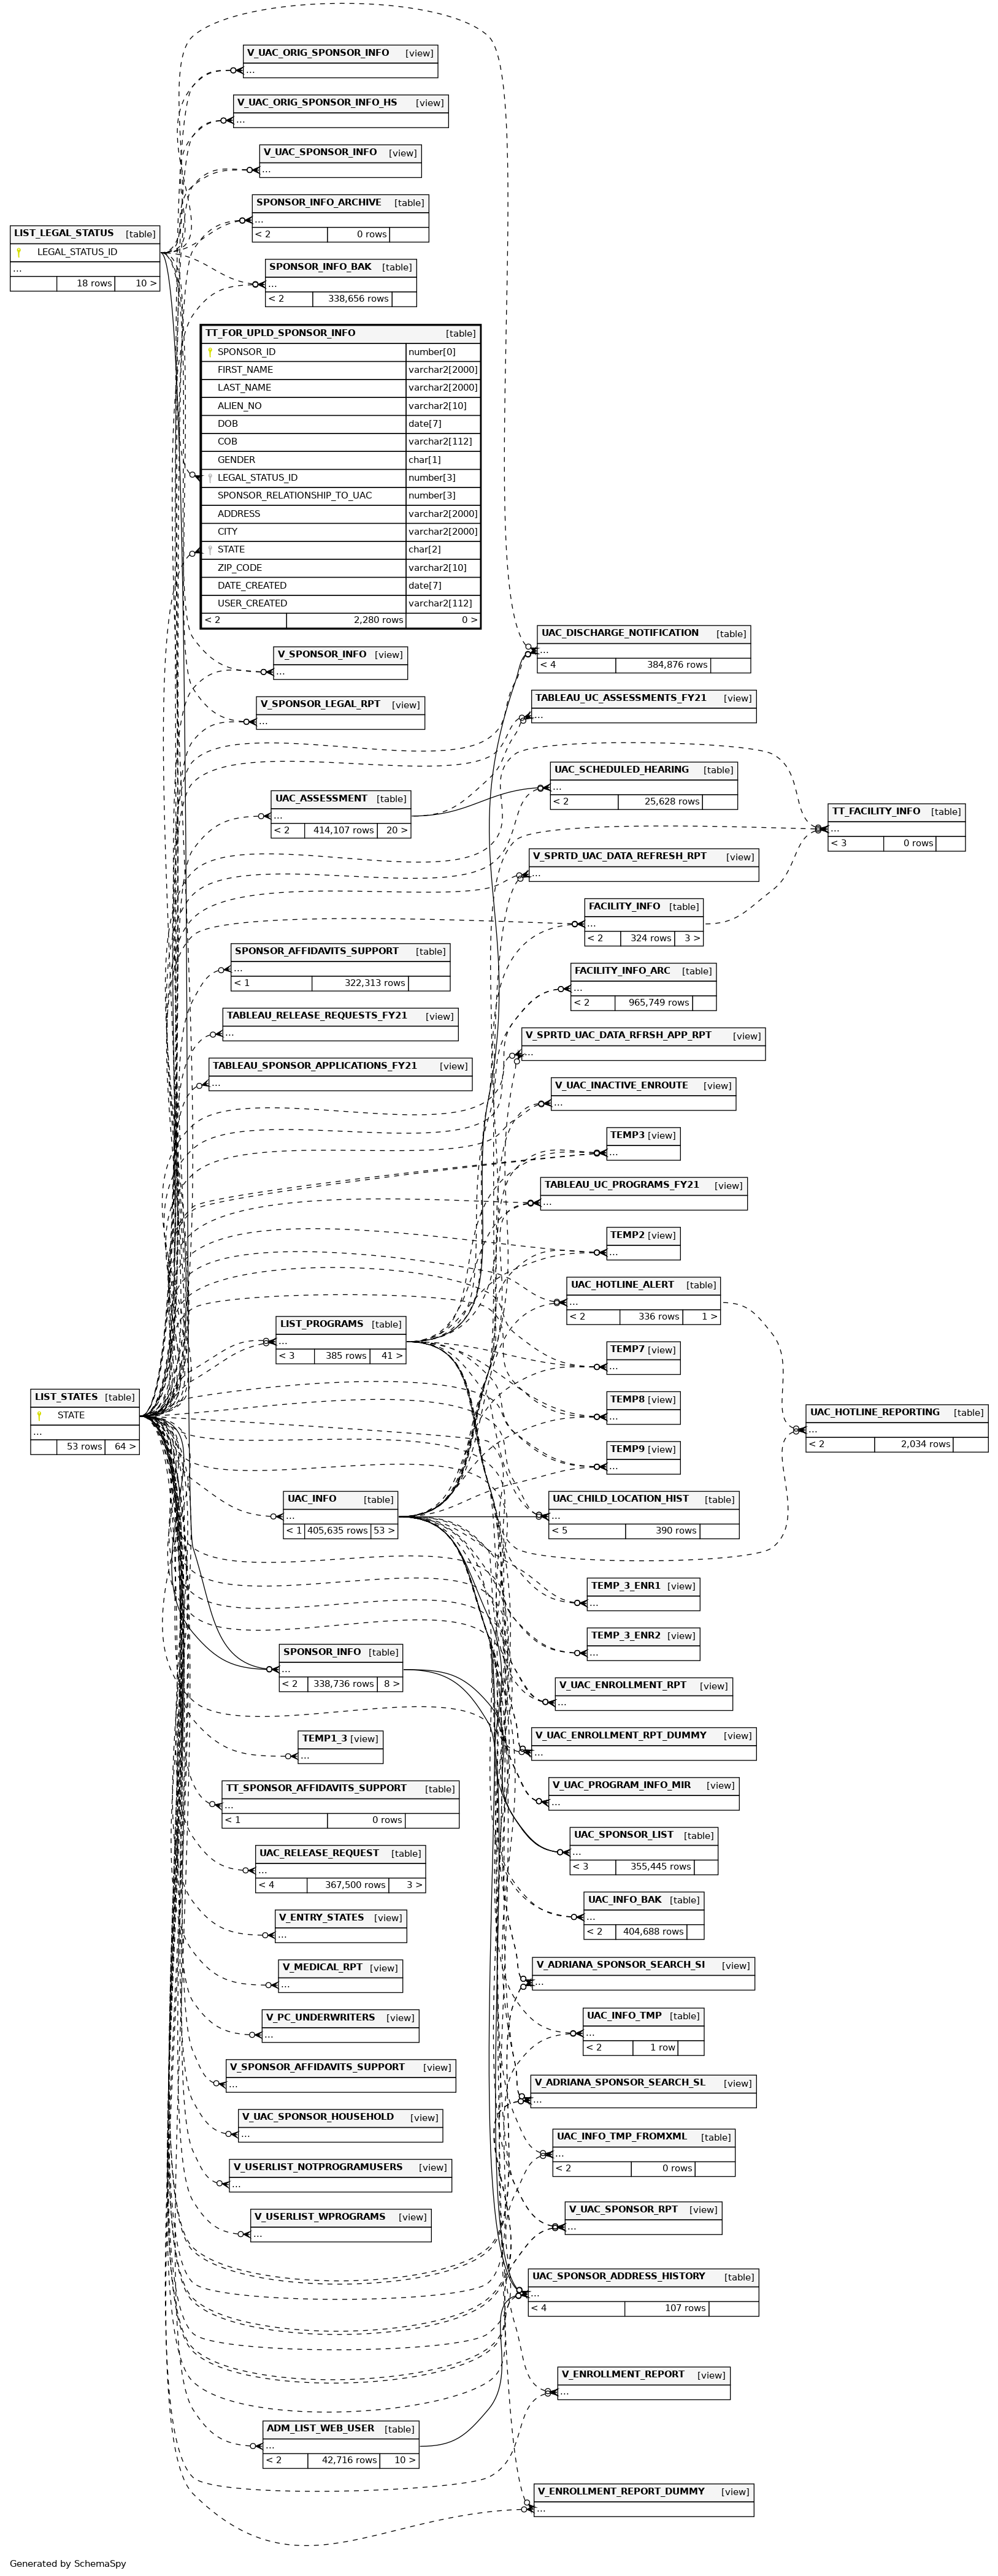 V_UAC_ORIG_SPONSOR_INFO [view]
...
V_UAC_ORIG_SPONSOR_INFO_HS [view]
...
V_UAC_SPONSOR_INFO [view]
...
SPONSOR_INFO_ARCHIVE [table]
...
< 2 0 rows
LIST_LEGAL_STATUS [table]
LEGAL_STATUS_ID
...
18 rows 10 >
SPONSOR_INFO_BAK [table]
...
< 2 338,656 rows
TT_FOR_UPLD_SPONSOR_INFO [table]
SPONSOR_ID number[0]
FIRST_NAME varchar2[2000]
LAST_NAME varchar2[2000]
ALIEN_NO varchar2[10]
DOB date[7]
COB varchar2[112]
GENDER char[1]
LEGAL_STATUS_ID number[3]
SPONSOR_RELATIONSHIP_TO_UAC number[3]
ADDRESS varchar2[2000]
CITY varchar2[2000]
STATE char[2]
ZIP_CODE varchar2[10]
DATE_CREATED date[7]
USER_CREATED varchar2[112]
< 2 2,280 rows 0 >
V_SPONSOR_INFO [view]
...
V_SPONSOR_LEGAL_RPT [view]
...
UAC_ASSESSMENT [table]
...
< 2 414,107 rows 20 >
SPONSOR_AFFIDAVITS_SUPPORT [table]
...
< 1 322,313 rows
TABLEAU_RELEASE_REQUESTS_FY21 [view]
...
TABLEAU_SPONSOR_APPLICATIONS_FY21 [view]
...
LIST_PROGRAMS [table]
...
< 3 385 rows 41 >
LIST_STATES [table]
STATE
...
53 rows 64 >
UAC_INFO [table]
...
< 1 405,635 rows 53 >
SPONSOR_INFO [table]
...
< 2 338,736 rows 8 >
TEMP1_3 [view]
...
TT_SPONSOR_AFFIDAVITS_SUPPORT [table]
...
< 1 0 rows
UAC_RELEASE_REQUEST [table]
...
< 4 367,500 rows 3 >
V_ENTRY_STATES [view]
...
V_MEDICAL_RPT [view]
...
V_PC_UNDERWRITERS [view]
...
V_SPONSOR_AFFIDAVITS_SUPPORT [view]
...
V_UAC_SPONSOR_HOUSEHOLD [view]
...
V_USERLIST_NOTPROGRAMUSERS [view]
...
V_USERLIST_WPROGRAMS [view]
...
ADM_LIST_WEB_USER [table]
...
< 2 42,716 rows 10 >
UAC_DISCHARGE_NOTIFICATION [table]
...
< 4 384,876 rows
TABLEAU_UC_ASSESSMENTS_FY21 [view]
...
UAC_SCHEDULED_HEARING [table]
...
< 2 25,628 rows
V_SPRTD_UAC_DATA_REFRESH_RPT [view]
...
FACILITY_INFO [table]
...
< 2 324 rows 3 >
FACILITY_INFO_ARC [table]
...
< 2 965,749 rows
V_SPRTD_UAC_DATA_RFRSH_APP_RPT [view]
...
V_UAC_INACTIVE_ENROUTE [view]
...
TEMP3 [view]
...
TABLEAU_UC_PROGRAMS_FY21 [view]
...
TEMP2 [view]
...
UAC_HOTLINE_ALERT [table]
...
< 2 336 rows 1 >
TEMP7 [view]
...
TEMP8 [view]
...
TEMP9 [view]
...
UAC_CHILD_LOCATION_HIST [table]
...
< 5 390 rows
TEMP_3_ENR1 [view]
...
TEMP_3_ENR2 [view]
...
V_UAC_ENROLLMENT_RPT [view]
...
V_UAC_ENROLLMENT_RPT_DUMMY [view]
...
V_UAC_PROGRAM_INFO_MIR [view]
...
UAC_SPONSOR_LIST [table]
...
< 3 355,445 rows
UAC_INFO_BAK [table]
...
< 2 404,688 rows
V_ADRIANA_SPONSOR_SEARCH_SI [view]
...
UAC_INFO_TMP [table]
...
< 2 1 row
V_ADRIANA_SPONSOR_SEARCH_SL [view]
...
UAC_INFO_TMP_FROMXML [table]
...
< 2 0 rows
V_UAC_SPONSOR_RPT [view]
...
UAC_SPONSOR_ADDRESS_HISTORY [table]
...
< 4 107 rows
V_ENROLLMENT_REPORT [view]
...
V_ENROLLMENT_REPORT_DUMMY [view]
...
TT_FACILITY_INFO [table]
...
< 3 0 rows
UAC_HOTLINE_REPORTING [table]
...
< 2 2,034 rows
Generated by SchemaSpy